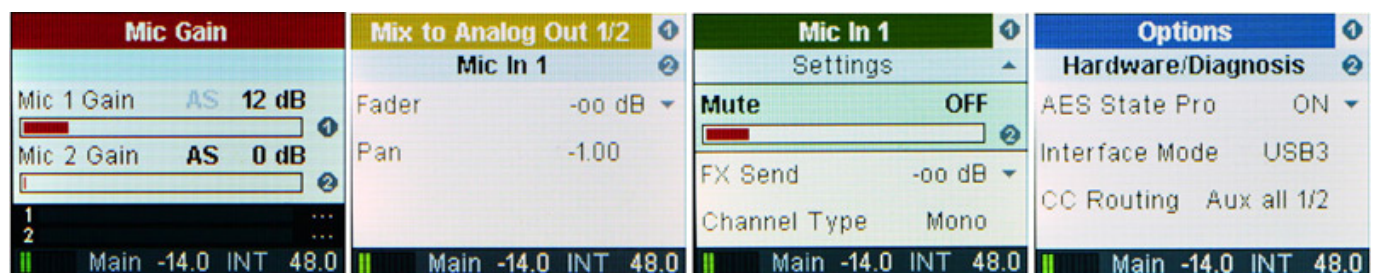 Mic Gain
Mic 1 Gain AS 12 dB
1
Mic 2 Gain AS 0 dB
2
1 ...
2 ...
Main -14.0 INT 48.0
Mix to Analog Out 1/2 1
Mic In 1 2
Fader -oo dB
Pan -1.00
Main -14.0 INT 48.0
Mic In 1 1
Settings
Mute OFF
2
FX Send -oo dB
Channel Type Mono
Main -14.0 INT 48.0
Options 1
Hardware/Diagnosis 2
AES State Pro ON
Interface Mode USB3
CC Routing Aux all 1/2
Main -14.0 INT 48.0